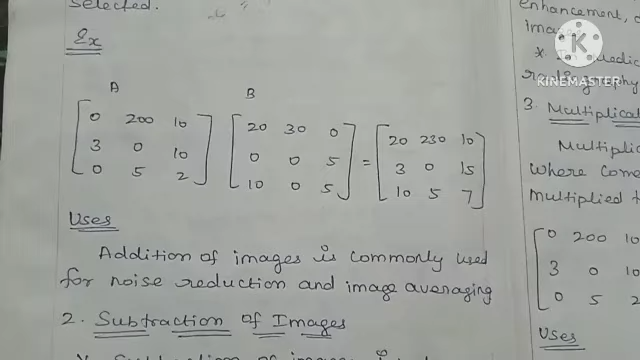 selected.
Ex
A B
[0 200 10] [20 30 0] [20 230 10]
[3 0 10] [0 0 5] = [3 0 15]
[0 5 2] [10 0 5] [10 5 7]
Uses
Addition of images is commonly used
for noise reduction and image averaging
2. Subtraction of Images
enhancement,
KINEMASTER
3. Multiplica
Multiplic
where
multiplied t
0 200 10
3 0 10
0 5 2
Uses